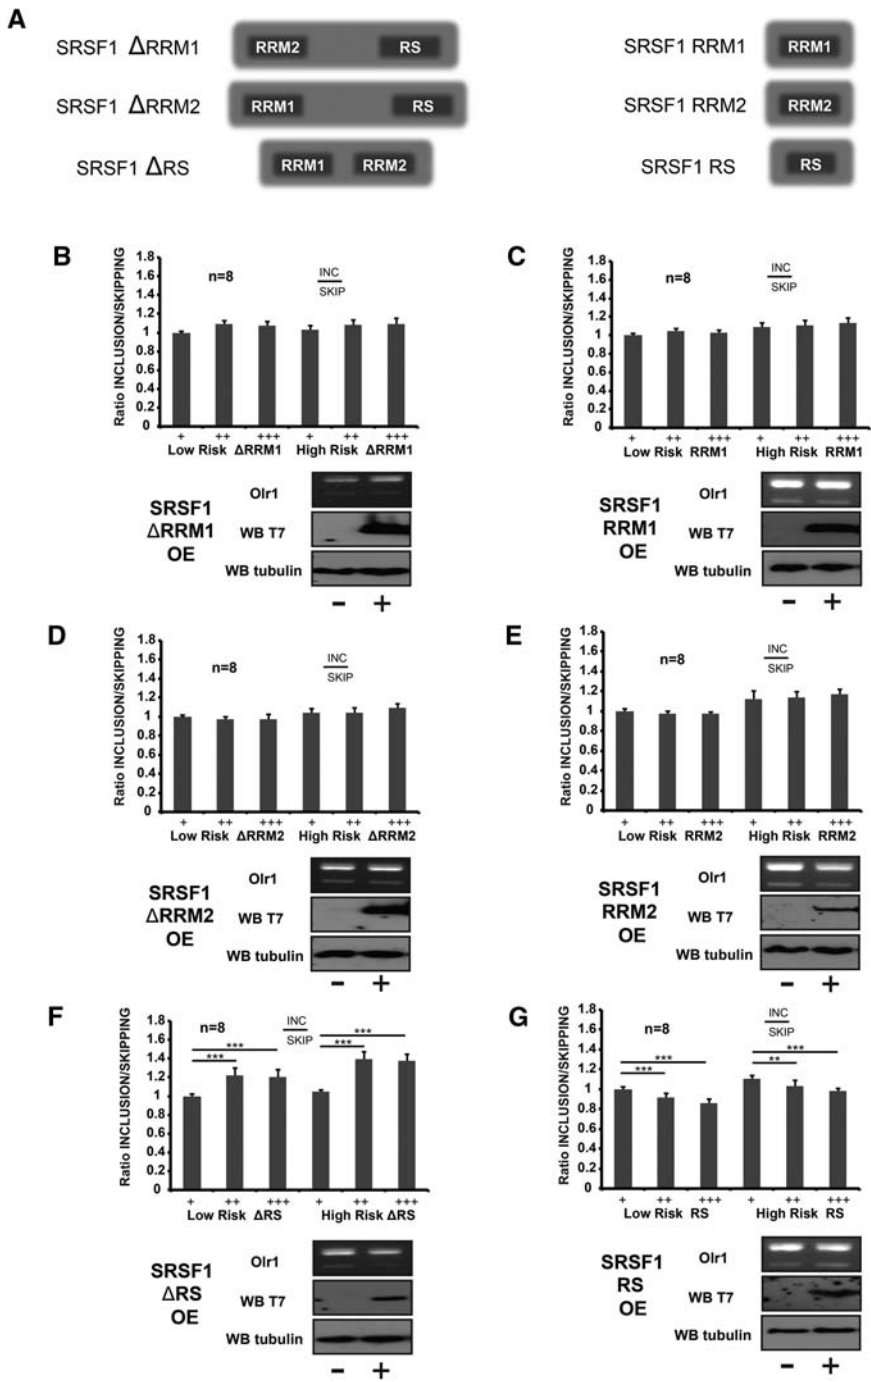 A
SRSF1 ΔRRM1
RRM2 RS
SRSF1 RRM1
RRM1
SRSF1 ΔRRM2
RRM1 RS
SRSF1 RRM2
RRM2
SRSF1 ΔRS
RRM1 RRM2
SRSF1 RS
RS
B
Ratio INCLUSION/SKIPPING
1.8
1.6
1.4
1.2
1
0.8
0.6
0.4
0.2
0
n=8
INC
SKIP
+ ++ +++ + ++ +++
Low Risk ΔRRM1 High Risk ΔRRM1
SRSF1
ΔRRM1
OE
Olr1
WB T7
WB tubulin
- +
C
Ratio INCLUSION/SKIPPING
1.8
1.6
1.4
1.2
1
0.8
0.6
0.4
0.2
0
n=8
INC
SKIP
+ ++ +++ + ++ +++
Low Risk RRM1 High Risk RRM1
SRSF1
RRM1
OE
Olr1
WB T7
WB tubulin
- +
D
Ratio INCLUSION/SKIPPING
1.8
1.6
1.4
1.2
1
0.8
0.6
0.4
0.2
0
n=8
INC
SKIP
+ ++ +++ + ++ +++
Low Risk ΔRRM2 High Risk ΔRRM2
SRSF1
ΔRRM2
OE
Olr1
WB T7
WB tubulin
- +
E
Ratio INCLUSION/SKIPPING
1.8
1.6
1.4
1.2
1
0.8
0.6
0.4
0.2
0
n=8
INC
SKIP
+ ++ +++ + ++ +++
Low Risk RRM2 High Risk RRM2
SRSF1
RRM2
OE
Olr1
WB T7
WB tubulin
- +
F
Ratio INCLUSION/SKIPPING
1.8
1.6
1.4
1.2
1
0.8
0.6
0.4
0.2
0
n=8
INC
SKIP
*** *** *** ***
+ ++ +++ + ++ +++
Low Risk ΔRS High Risk ΔRS
SRSF1
ΔRS
OE
Olr1
WB T7
WB tubulin
- +
G
Ratio INCLUSION/SKIPPING
1.8
1.6
1.4
1.2
1
0.8
0.6
0.4
0.2
0
n=8
INC
SKIP
*** *** *** **
+ ++ +++ + ++ +++
Low Risk RS High Risk RS
SRSF1
RS
OE
Olr1
WB T7
WB tubulin
- +